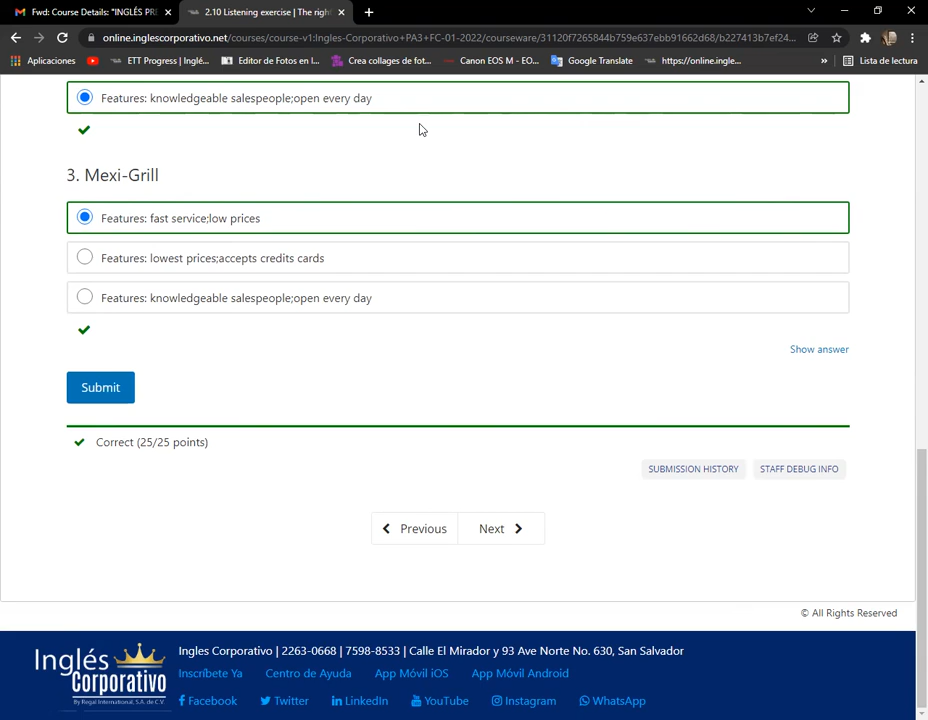 Fwd: Course Details: "INGLÉS PR
2.10 Listening exercise | The righ
online.inglescorporativo.net/courses/course-v1:Ingles-Corporativo+PA3+FC-01-2022/courseware/31120f7265844b759e637ebb91662d68/b227413b7ef24...
Aplicaciones
ETT Progress | Inglé...
Editor de Fotos en l...
Crea collages de fot...
Canon EOS M - EO...
Google Translate
https://online.ingle...
»
Lista de lectura
Features: knowledgeable salespeople;open every day
3. Mexi-Grill
Features: fast service;low prices
Features: lowest prices;accepts credits cards
Features: knowledgeable salespeople;open every day
Show answer
Submit
Correct (25/25 points)
SUBMISSION HISTORY
STAFF DEBUG INFO
Previous
Next
© All Rights Reserved
Inglés Corporativo
By Regal International, S.A. de C.V.
Ingles Corporativo | 2263-0668 | 7598-8533 | Calle El Mirador y 93 Ave Norte No. 630, San Salvador
Inscríbete Ya
Centro de Ayuda
App Móvil iOS
App Móvil Android
Facebook
Twitter
LinkedIn
YouTube
Instagram
WhatsApp